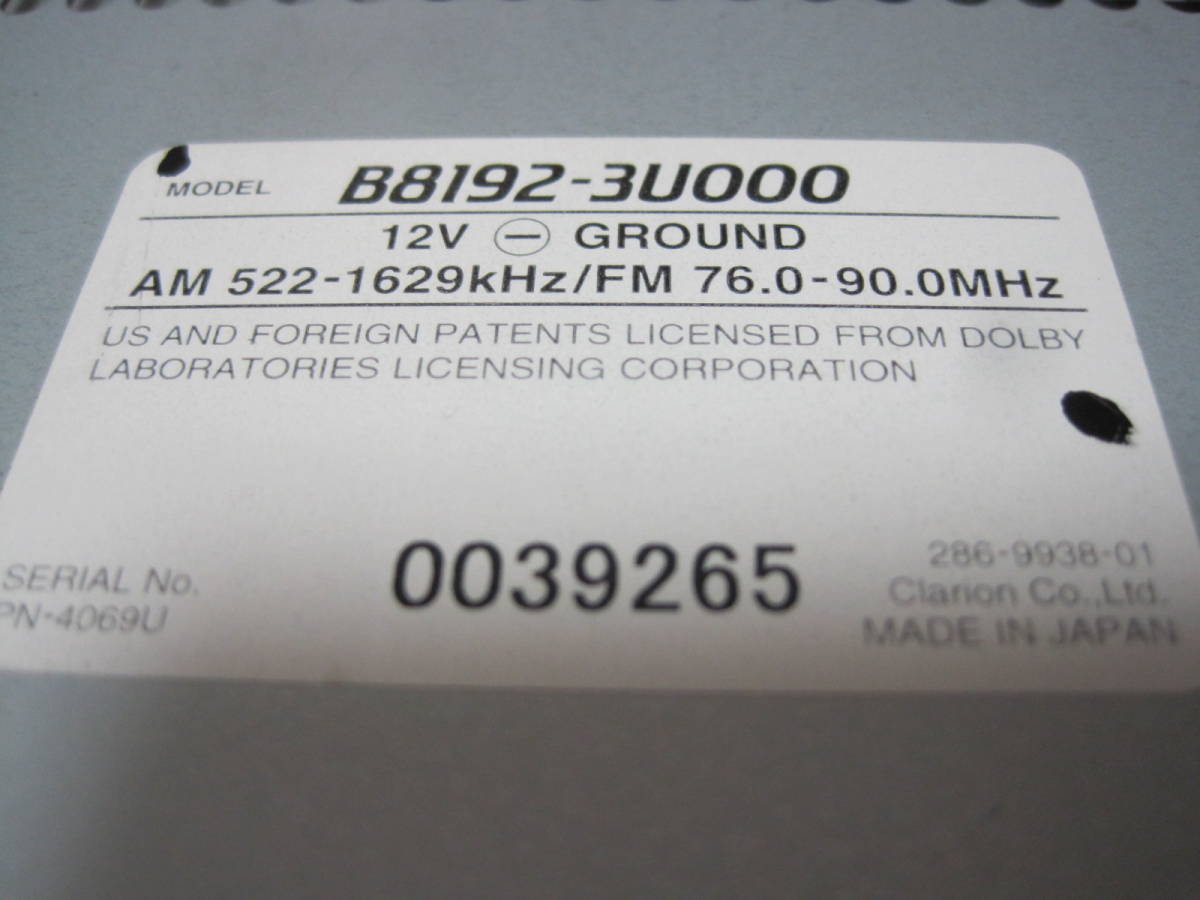 MODEL B8192-3U000
12V ⊖ GROUND
AM 522-1629kHz/FM 76.0-90.0MHz
US AND FOREIGN PATENTS LICENSED FROM DOLBY
LABORATORIES LICENSING CORPORATION
SERIAL No. 0039265
PN-4069U
286-9938-01
Clarion Co.,Ltd.
MADE IN JAPAN